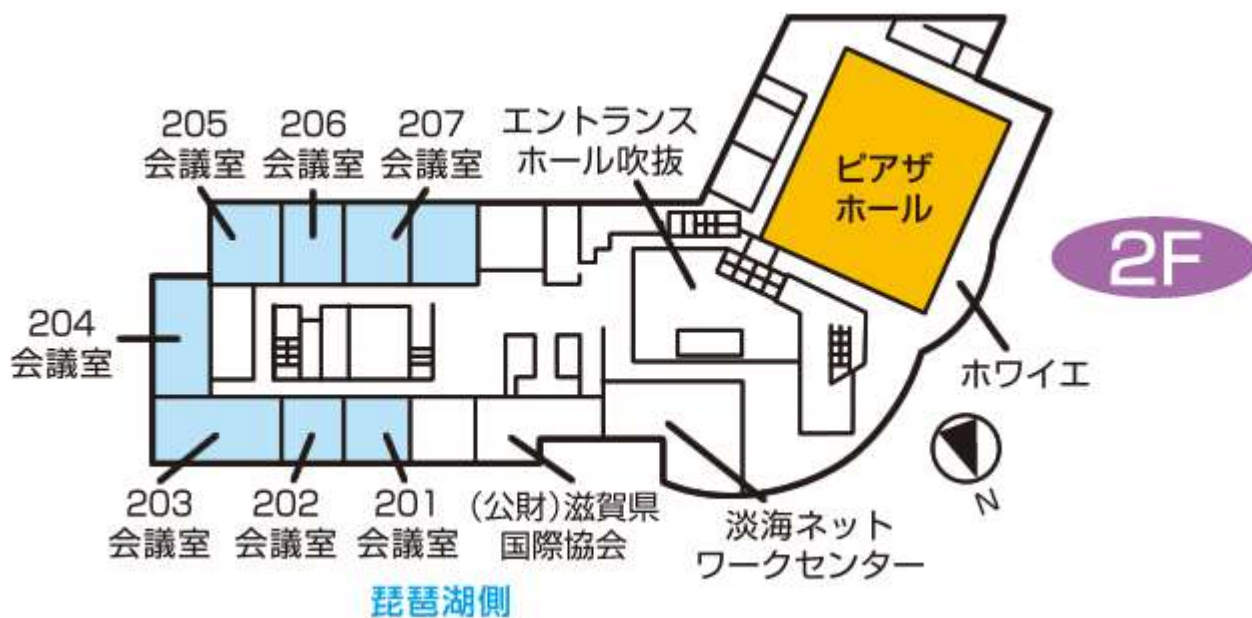 205
会議室
206
会議室
207
会議室
エントランス
ホール吹抜
ピアザ
ホール
2F
204
会議室
ホワイエ
203
会議室
202
会議室
201
会議室
(公財)滋賀県
国際協会
淡海ネット
ワークセンター
N
琵琶湖側